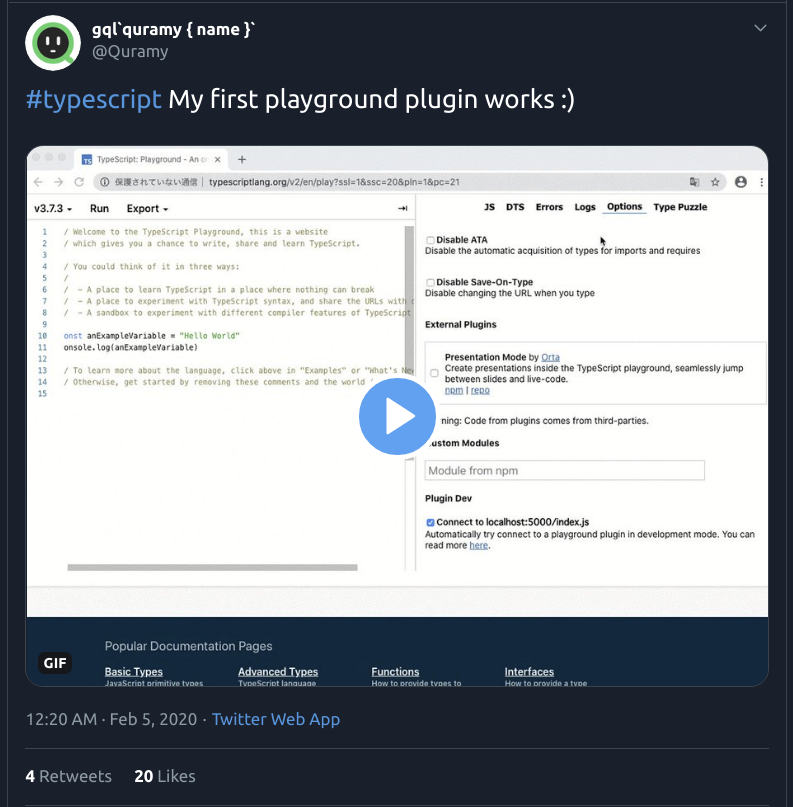 gql`quramy { name }`
@Quramy
#typescript My first playground plugin works :)
TypeScript: Playground - An
保護されていない通信 | typescriptlang.org/v2/en/play?ssl=1&ssc=20&pln=1&pc=21
v3.7.3 Run Export
JS DTS Errors Logs Options Type Puzzle
1 / Welcome to the TypeScript Playground, this is a website
2 / which gives you a chance to write, share and learn TypeScript.
3
4 / You could think of it in three ways:
5 /
6 / - A place to learn TypeScript in a place where nothing can break
7 / - A place to experiment with TypeScript syntax, and share the URLs with
8 / - A sandbox to experiment with different compiler features of TypeScript
9
10 onst anExampleVariable = "Hello World"
11 onsole.log(anExampleVariable)
12
13 / To learn more about the language, click above in "Examples" or "What's Ne
14 / Otherwise, get started by removing these comments and the world
15
Disable ATA
Disable the automatic acquisition of types for imports and requires
Disable Save-On-Type
Disable changing the URL when you type
External Plugins
Presentation Mode by Orta
Create presentations inside the TypeScript playground, seamlessly jump
between slides and live-code.
npm | repo
ning: Code from plugins comes from third-parties.
ustom Modules
Module from npm
Plugin Dev
Connect to localhost:5000/index.js
Automatically try connect to a playground plugin in development mode. You can
read more here.
Popular Documentation Pages
Basic Types Advanced Types Functions Interfaces
JavaScript primitive types TypeScript language How to provide types to How to provide a type
GIF
12:20 AM · Feb 5, 2020 · Twitter Web App
4 Retweets 20 Likes